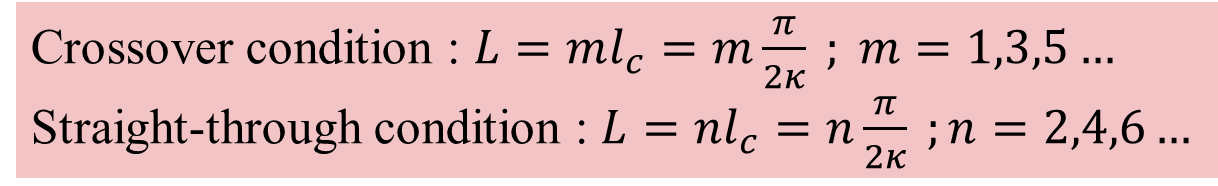 Crossover condition : L = ml_c = m π/2κ ; m = 1,3,5 ...
Straight-through condition : L = nl_c = n π/2κ ; n = 2,4,6 ...